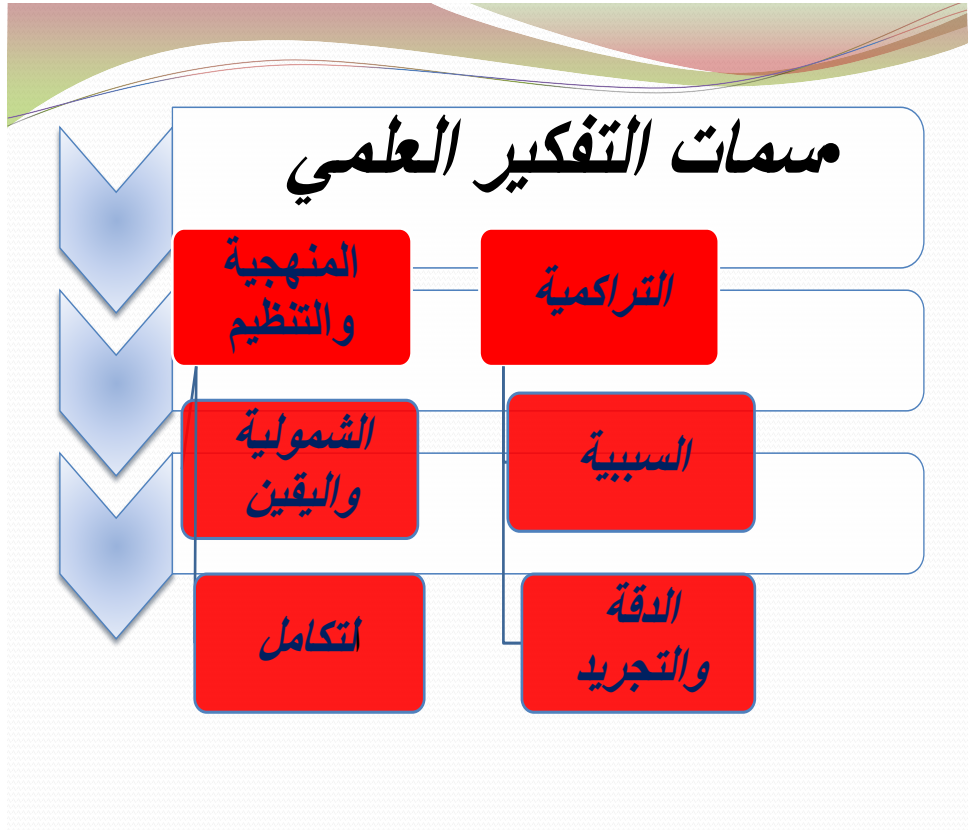 •سمات التفكير العلمي
التراكمية
المنهجية
والتنظيم
السببية
الشمولية
واليقين
الدقة
والتجريد
لتكامل